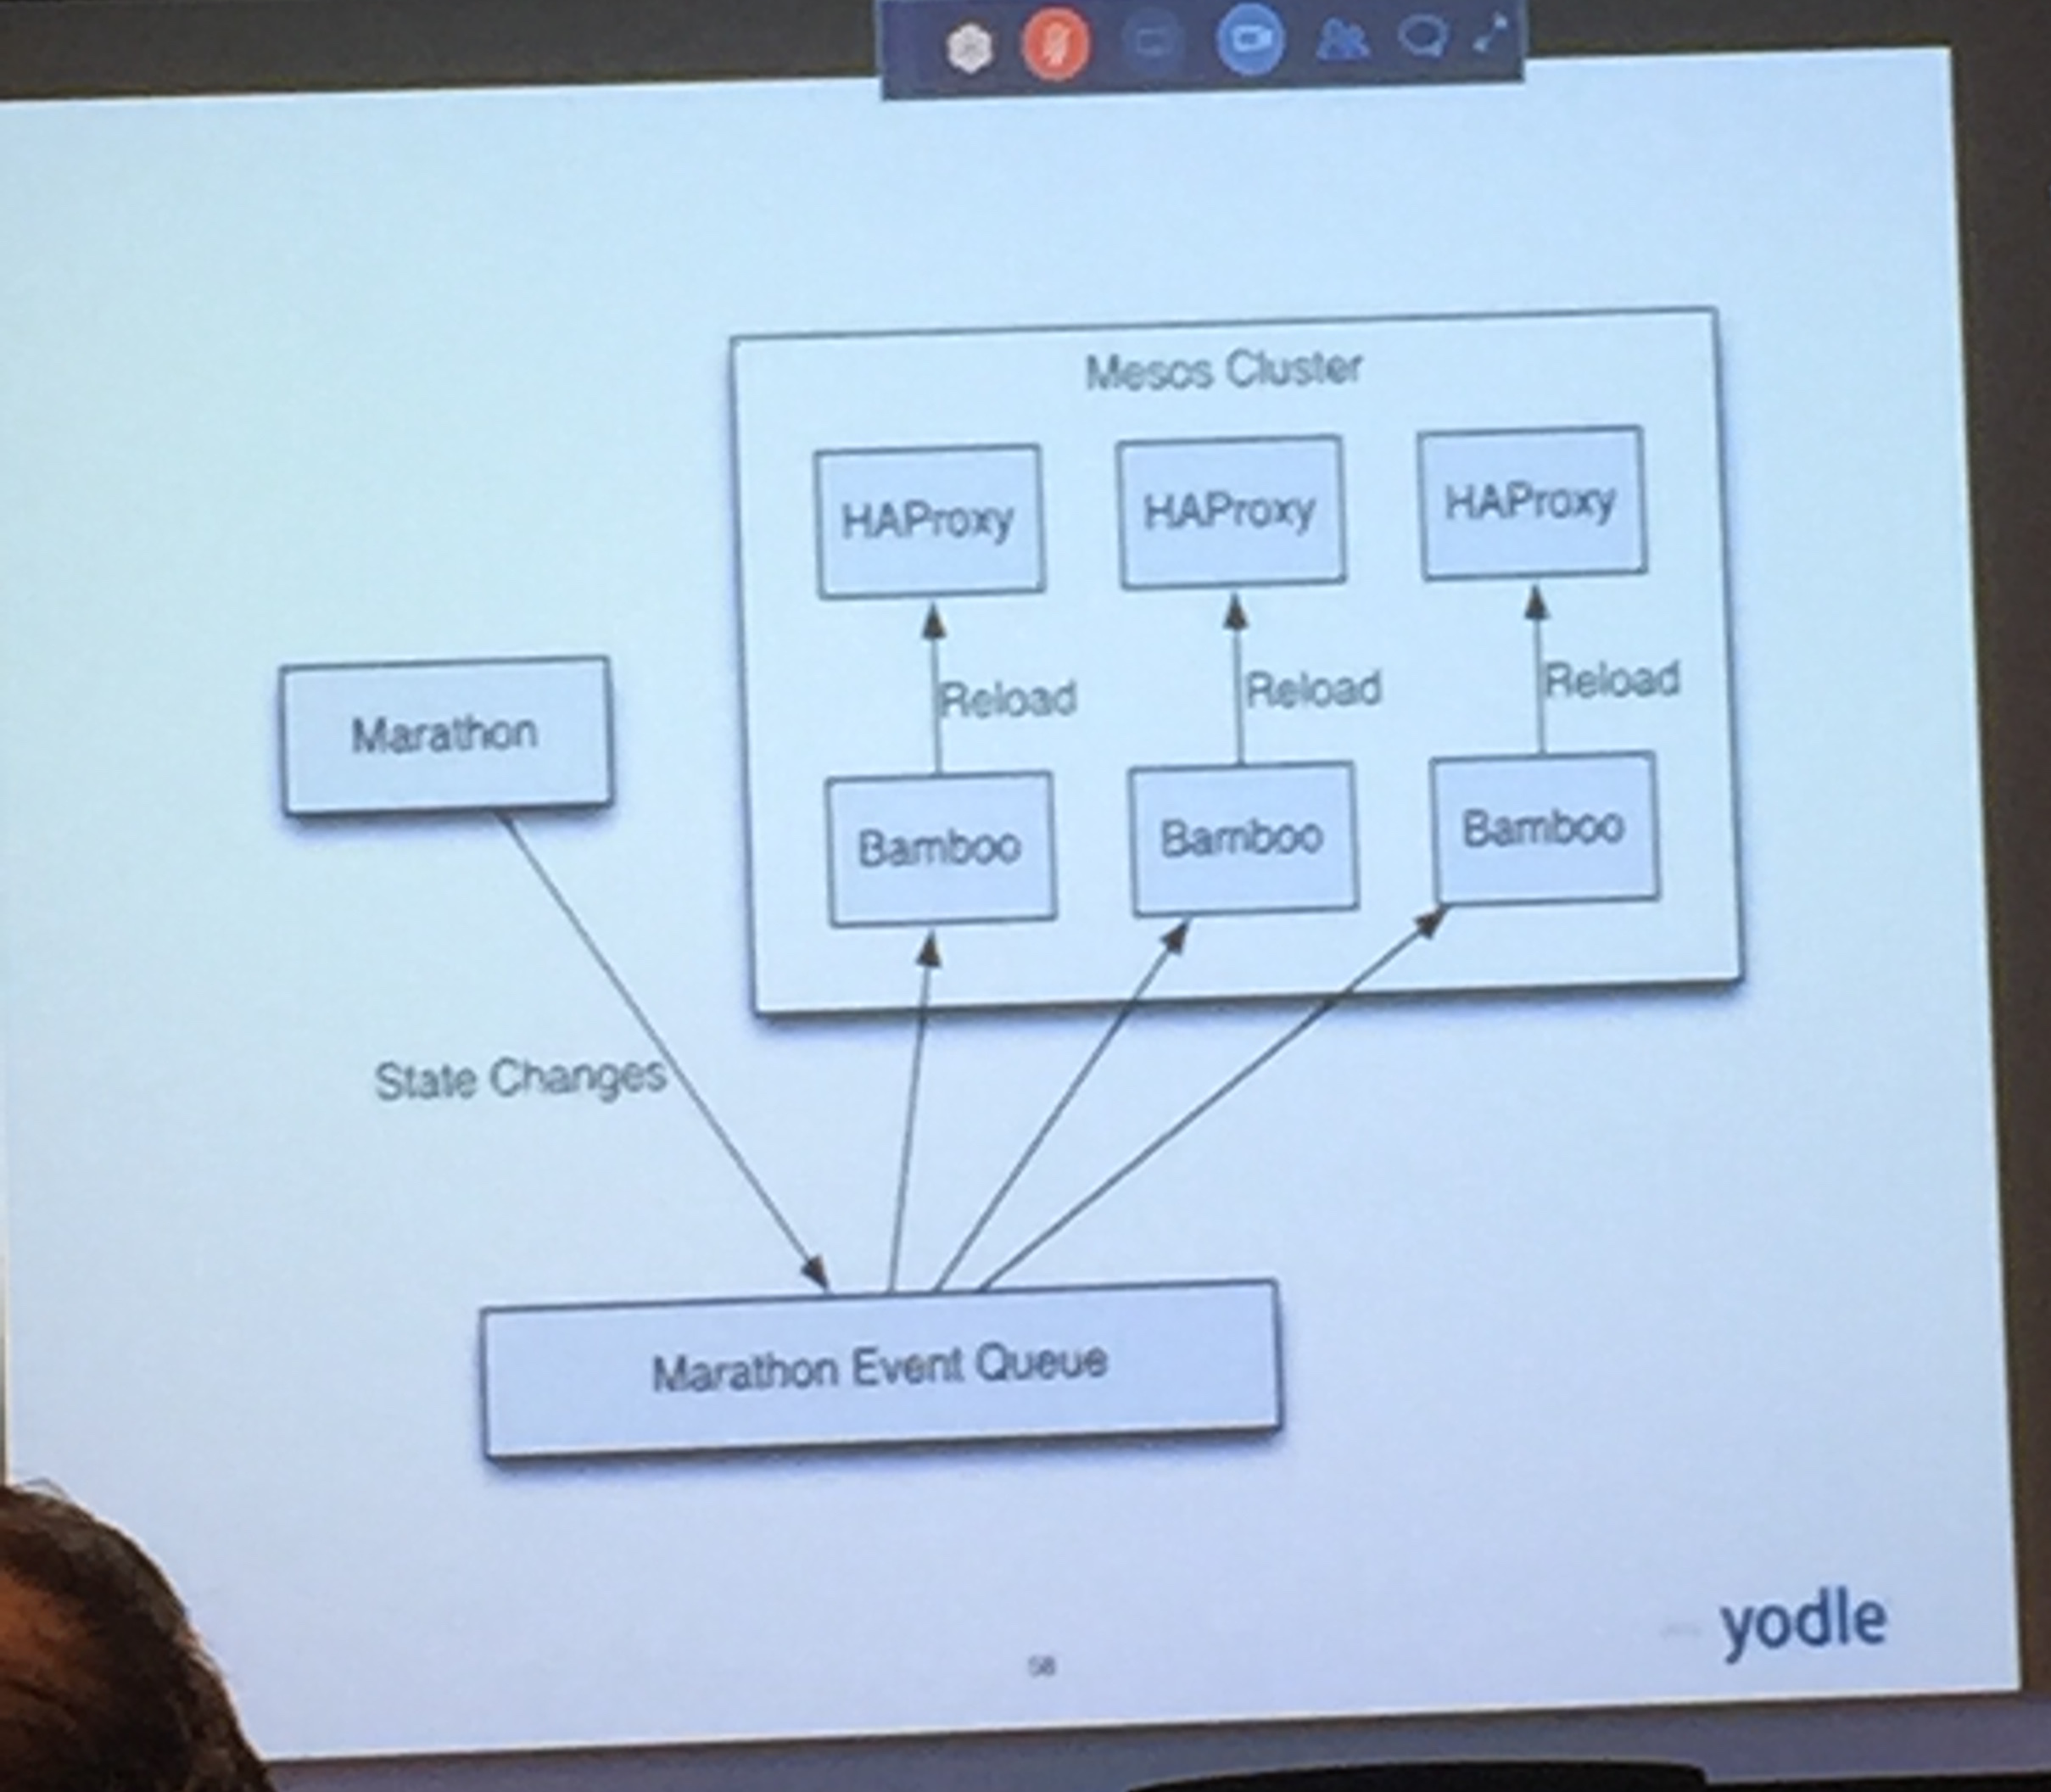 Mesos Cluster
HAProxy
HAProxy
HAProxy
Reload
Reload
Reload
Marathon
Bamboo
Bamboo
Bamboo
State Changes
Marathon Event Queue
yodle
58